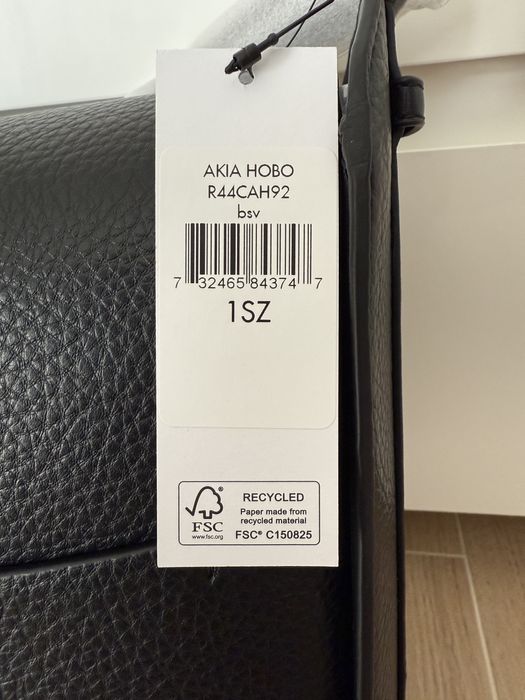 AKIA HOBO
R44CAH92
bsv
7 32465 84374 7
1SZ
RECYCLED
Paper made from
recycled material
FSC® C150825
FSC
www.fsc.org